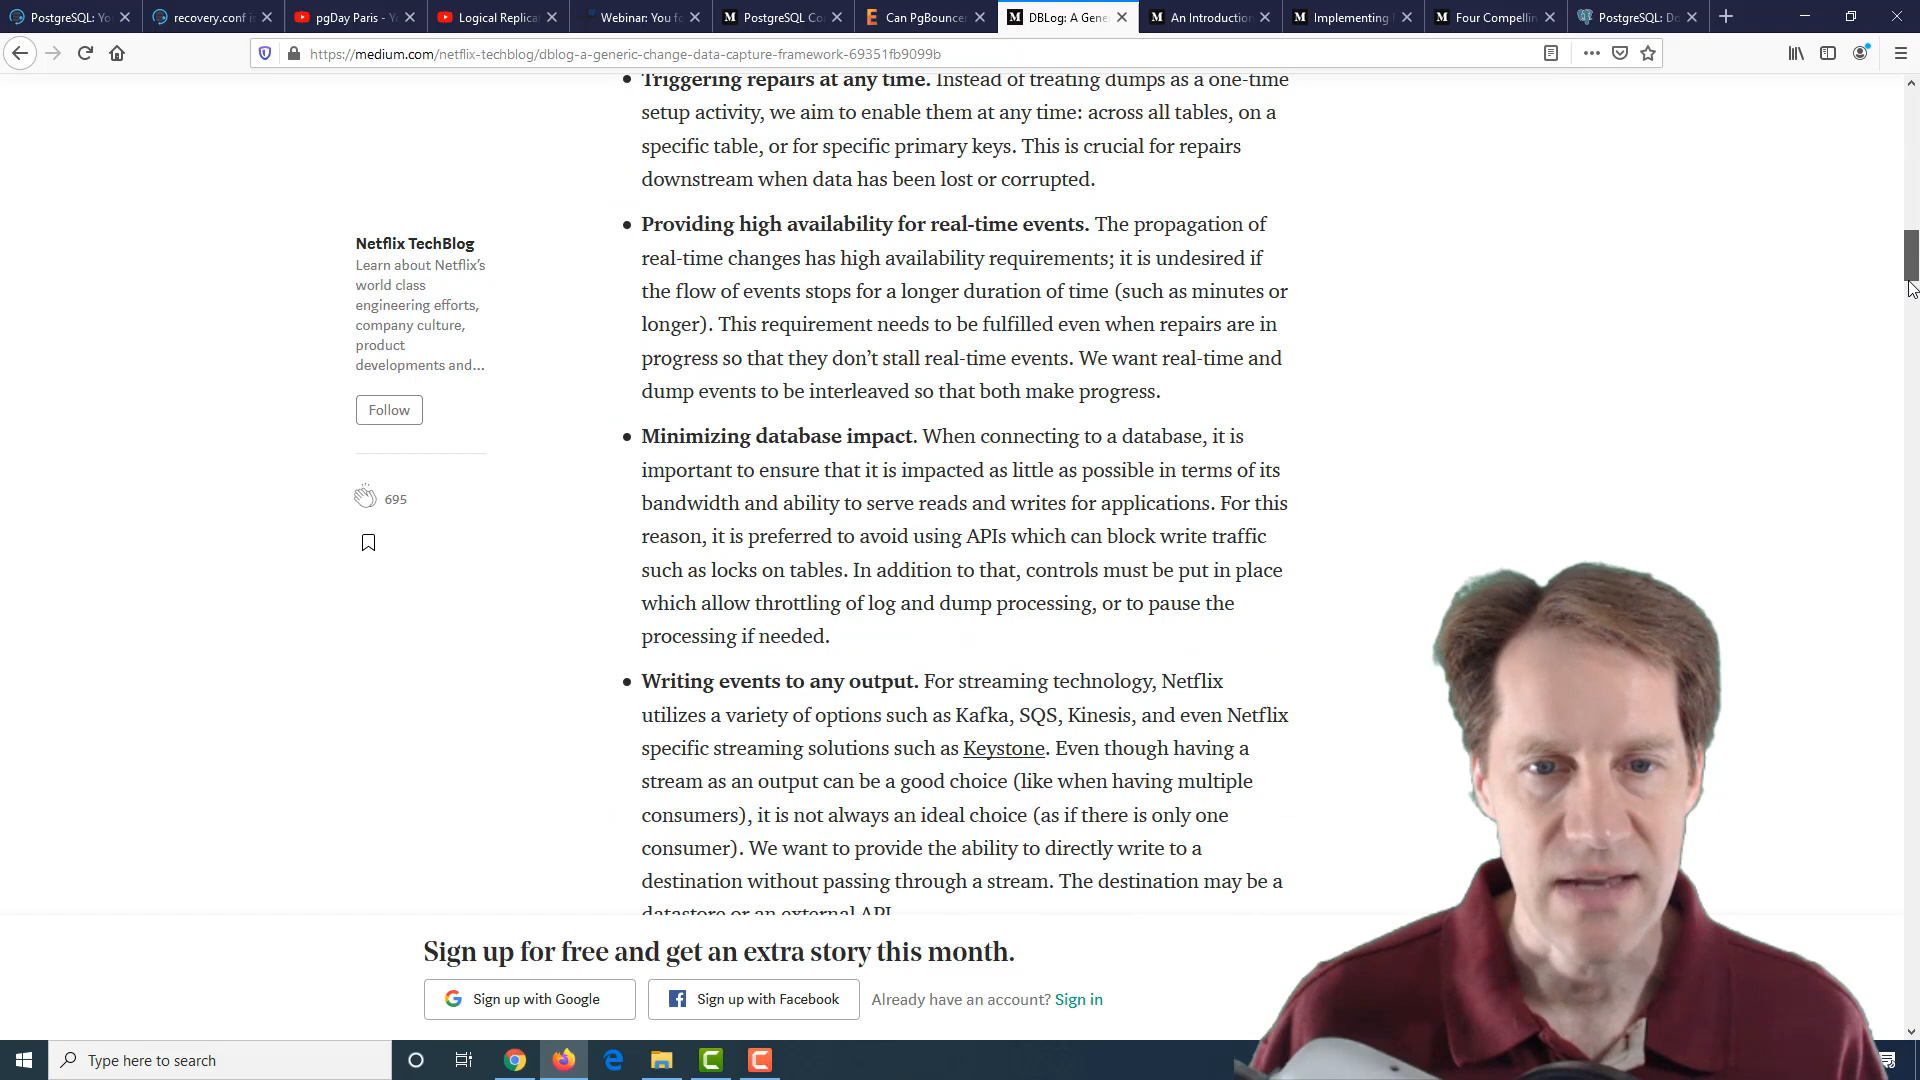 PostgreSQL: Yo
recovery.conf is
pgDay Paris - Y
Logical Replica
Webinar: You f
PostgreSQL Co
Can PgBounce
DBLog: A Gene
An Introduction
Implementing
Four Compellin
PostgreSQL: Do
https://medium.com/netflix-techblog/dblog-a-generic-change-data-capture-framework-69351fb9099b
Triggering repairs at any time. Instead of treating dumps as a one-time
setup activity, we aim to enable them at any time: across all tables, on a
specific table, or for specific primary keys. This is crucial for repairs
downstream when data has been lost or corrupted.
Providing high availability for real-time events. The propagation of
real-time changes has high availability requirements; it is undesired if
the flow of events stops for a longer duration of time (such as minutes or
longer). This requirement needs to be fulfilled even when repairs are in
progress so that they don’t stall real-time events. We want real-time and
dump events to be interleaved so that both make progress.
Minimizing database impact. When connecting to a database, it is
important to ensure that it is impacted as little as possible in terms of its
bandwidth and ability to serve reads and writes for applications. For this
reason, it is preferred to avoid using APIs which can block write traffic
such as locks on tables. In addition to that, controls must be put in place
which allow throttling of log and dump processing, or to pause the
processing if needed.
Writing events to any output. For streaming technology, Netflix
utilizes a variety of options such as Kafka, SQS, Kinesis, and even Netflix
specific streaming solutions such as Keystone. Even though having a
stream as an output can be a good choice (like when having multiple
consumers), it is not always an ideal choice (as if there is only one
consumer). We want to provide the ability to directly write to a
destination without passing through a stream. The destination may be a
datastore or an external API.
Netflix TechBlog
Learn about Netflix’s
world class
engineering efforts,
company culture,
product
developments and...
Follow
695
Sign up for free and get an extra story this month.
Sign up with Google
Sign up with Facebook
Already have an account? Sign in
Type here to search